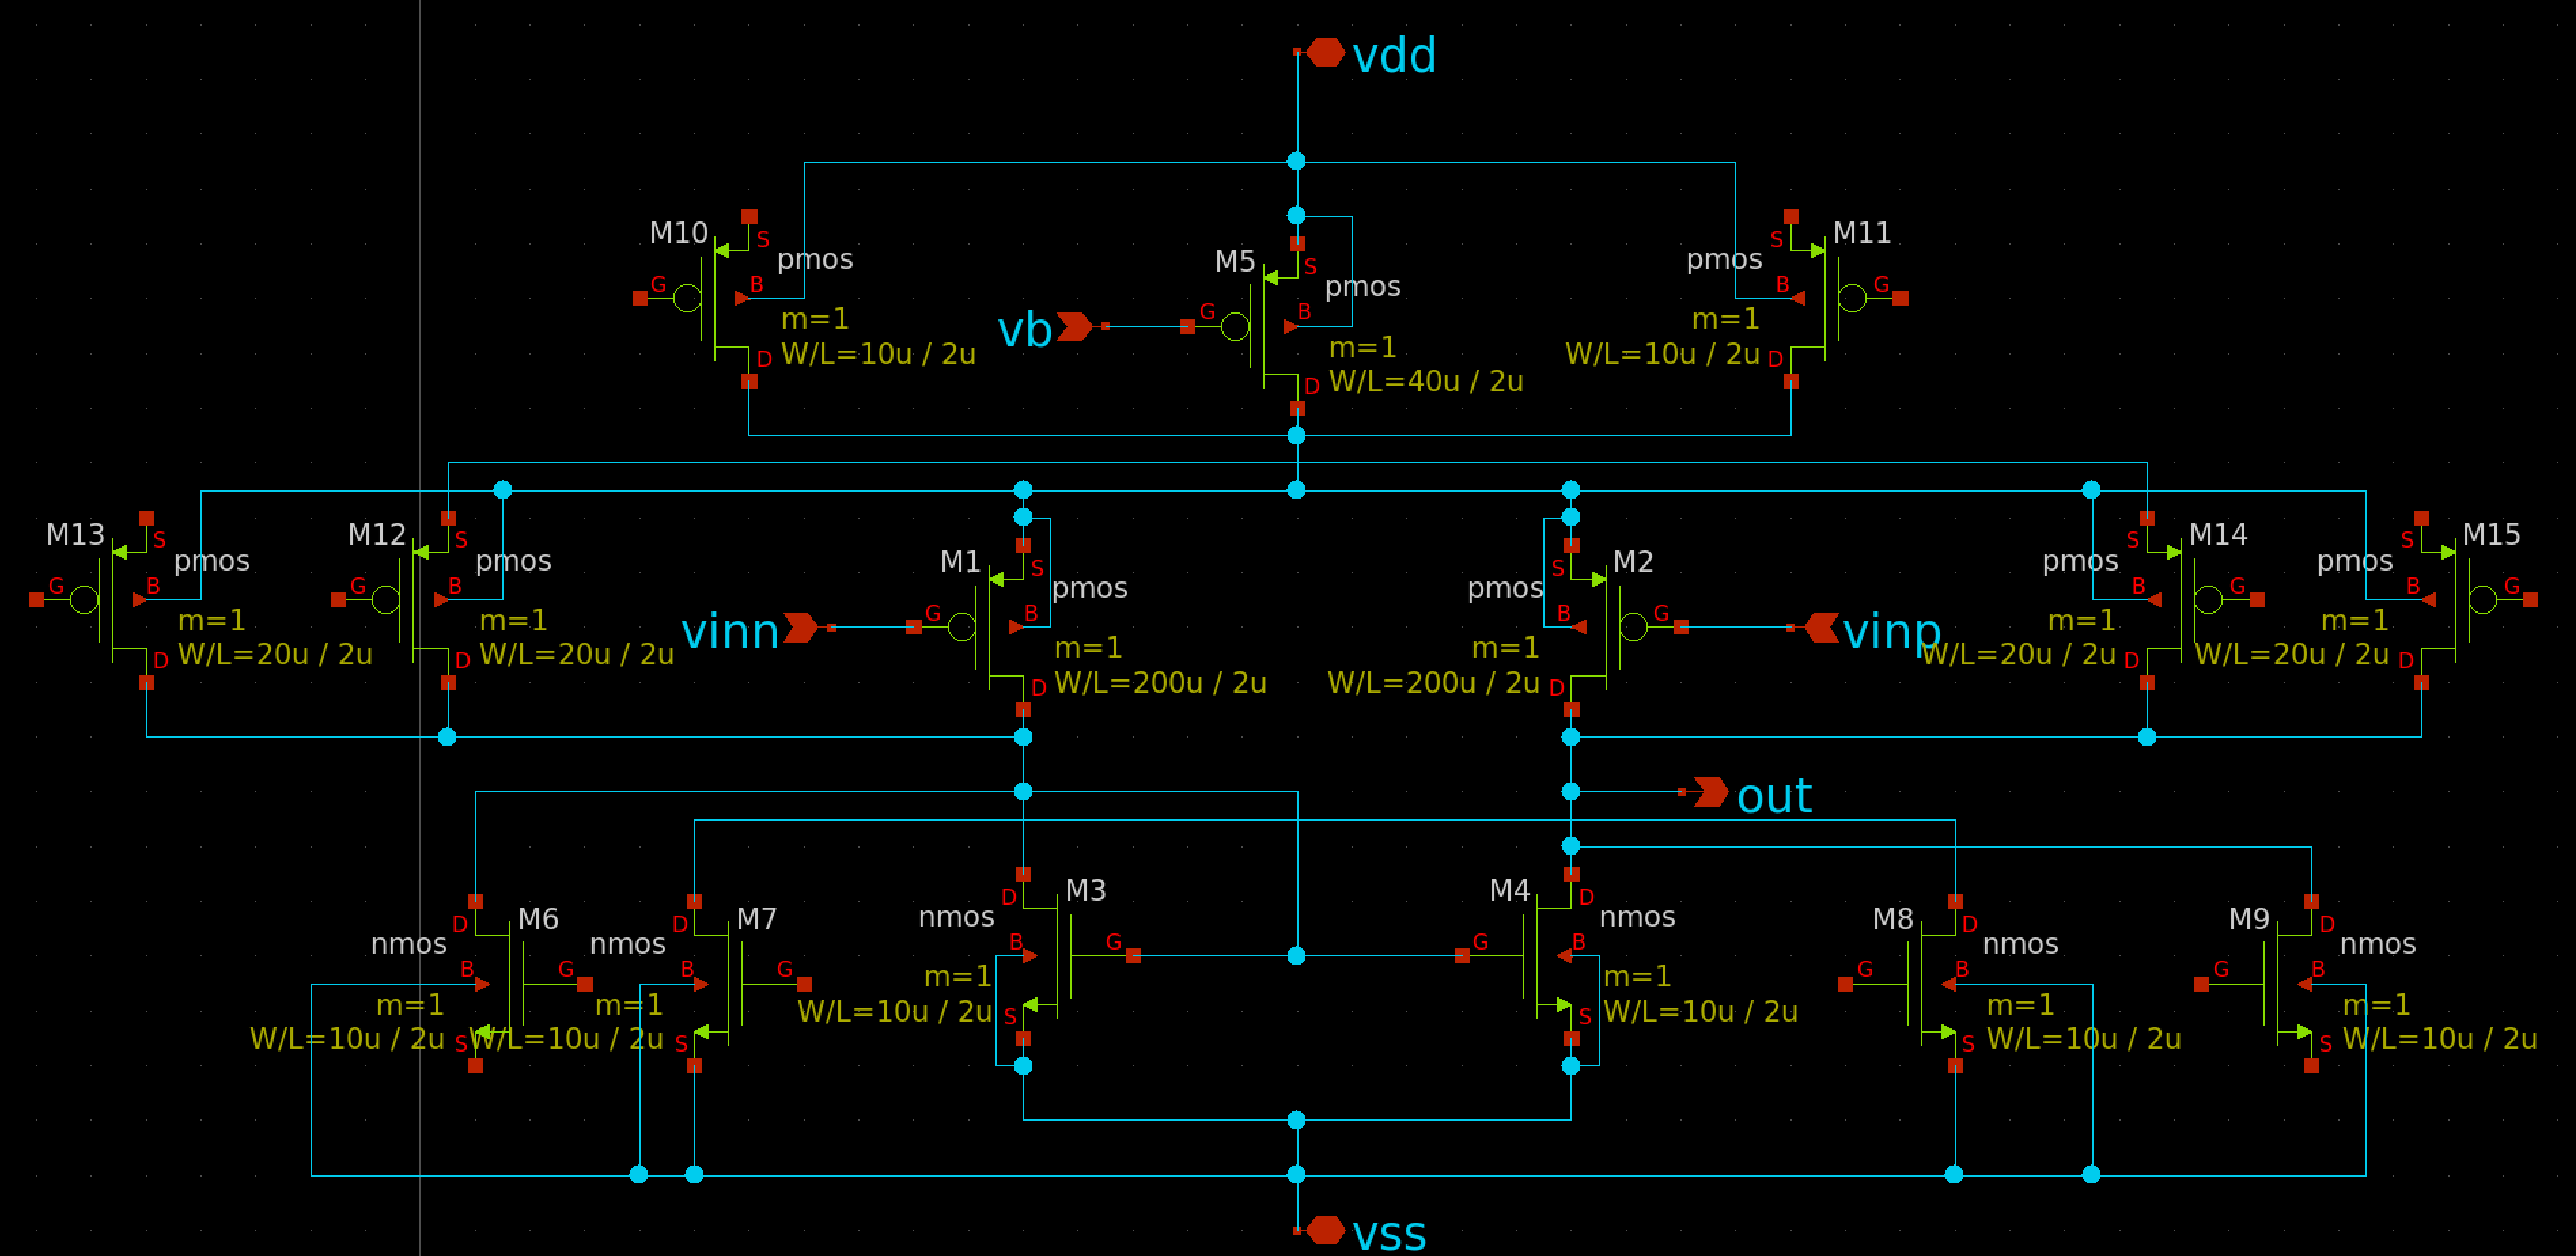 vdd
M10
S
pmos
G
B
m=1
D
W/L=10u / 2u
M5
S
pmos
vb
G
B
m=1
D
W/L=40u / 2u
M11
S
pmos
B
G
m=1
W/L=10u / 2u
D
M13
S
pmos
G
B
m=1
D
W/L=20u / 2u
M12
S
pmos
G
B
m=1
D
W/L=20u / 2u
M1
S
pmos
vinn
G
B
m=1
D
W/L=200u / 2u
M2
S
pmos
B
G
vinp
m=1
W/L=200u / 2u
D
M14
S
pmos
B
G
m=1
W/L=20u / 2u
D
M15
S
pmos
B
G
m=1
W/L=20u / 2u
D
out
M6
D
nmos
B
G
m=1
W/L=10u / 2u
S
M7
D
nmos
B
G
m=1
W/L=10u / 2u
S
M3
D
nmos
B
G
m=1
W/L=10u / 2u
S
M4
D
nmos
G
B
m=1
W/L=10u / 2u
S
M8
D
nmos
G
B
m=1
W/L=10u / 2u
S
M9
D
nmos
G
B
m=1
W/L=10u / 2u
S
vss